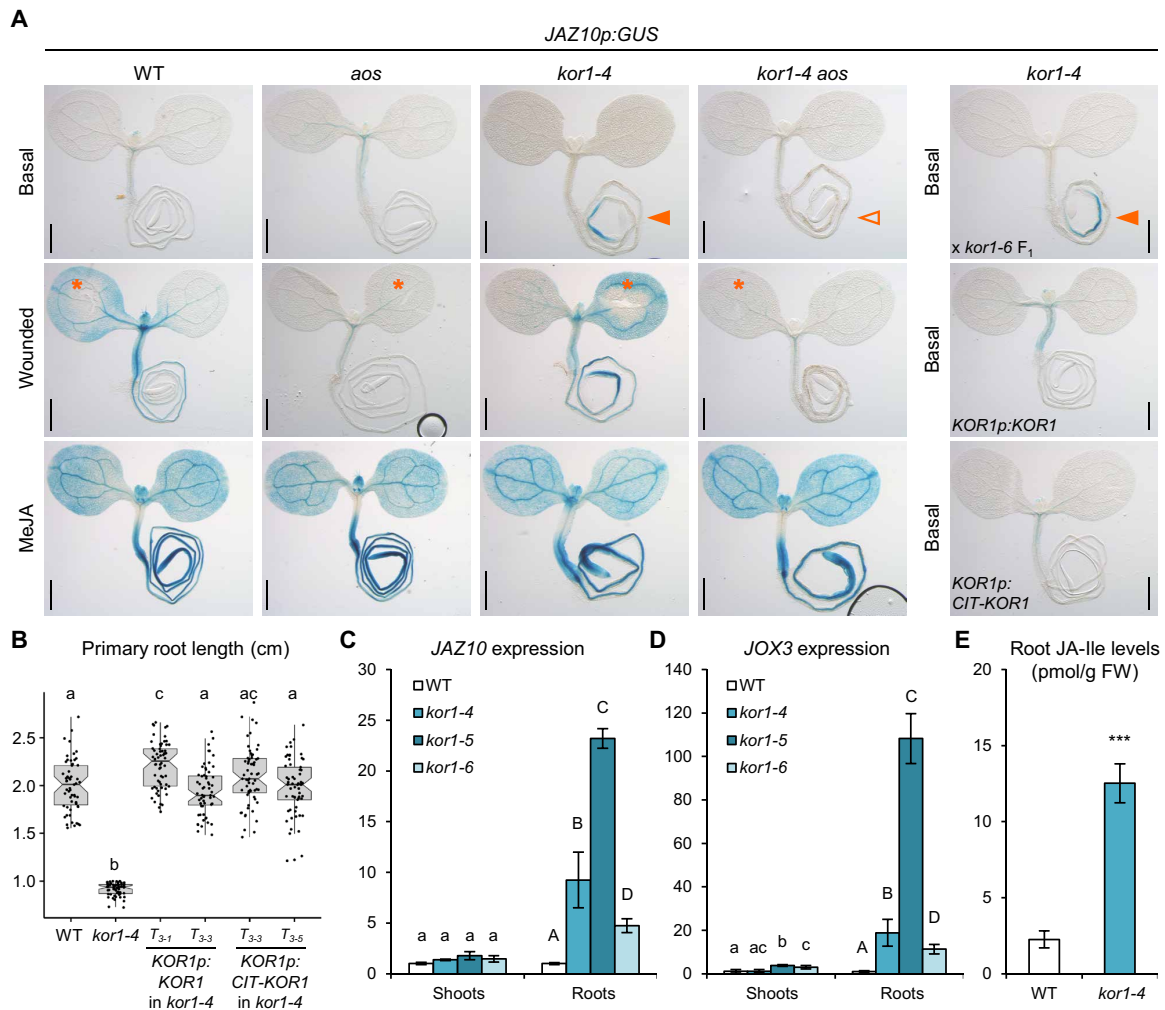 A
JAZ10p:GUS
WT
aos
kor1-4
kor1-4 aos
kor1-4
Basal
Basal
x kor1-6 F1
Wounded
*
*
*
*
Basal
KOR1p:KOR1
MeJA
Basal
KOR1p:
CIT-KOR1
B
Primary root length (cm)
a
b
c
a
ac
a
2.5
2.0
1.5
1.0
WT
kor1-4
T3-1
T3-3
T3-3
T3-5
KOR1p:
KOR1
in kor1-4
KOR1p:
CIT-KOR1
in kor1-4
C
JAZ10 expression
30
25
20
15
10
5
0
WT
kor1-4
kor1-5
kor1-6
a
a
a
a
A
B
C
D
Shoots
Roots
D
JOX3 expression
140
120
100
80
60
40
20
0
WT
kor1-4
kor1-5
kor1-6
a
ac
b
c
A
B
C
D
Shoots
Roots
E
Root JA-Ile levels
(pmol/g FW)
20
15
10
5
0
***
WT
kor1-4